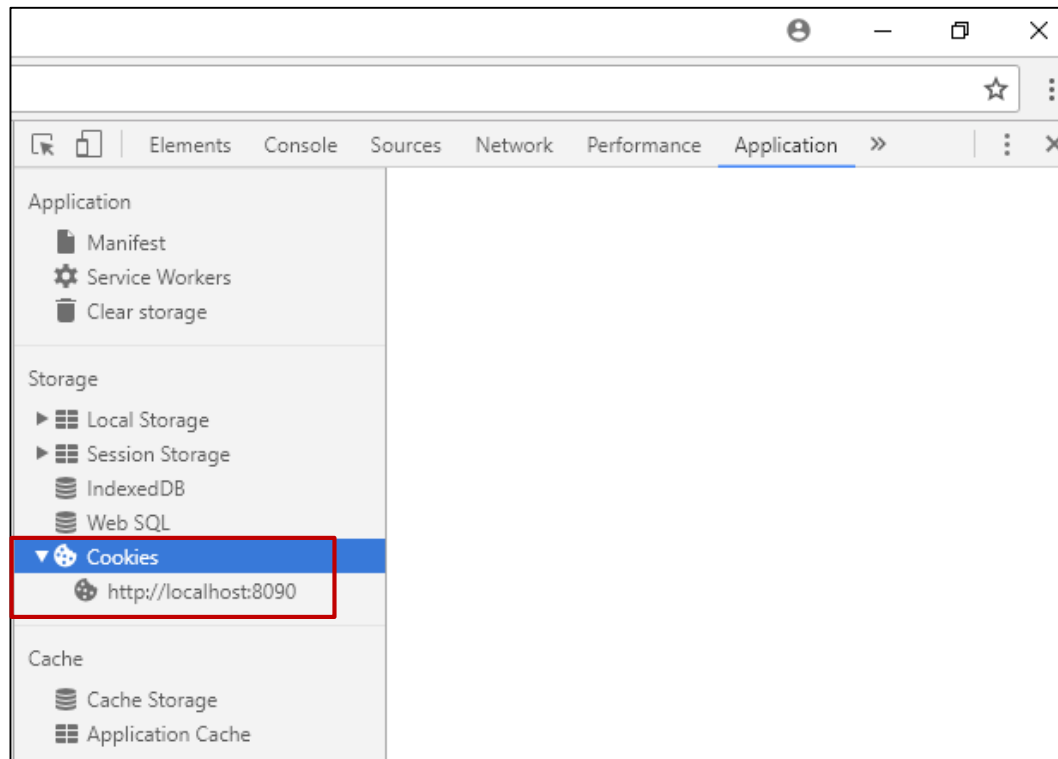 Elements Console Sources Network Performance Application »
Application
Manifest
Service Workers
Clear storage
Storage
Local Storage
Session Storage
IndexedDB
Web SQL
Cookies
http://localhost:8090
Cache
Cache Storage
Application Cache